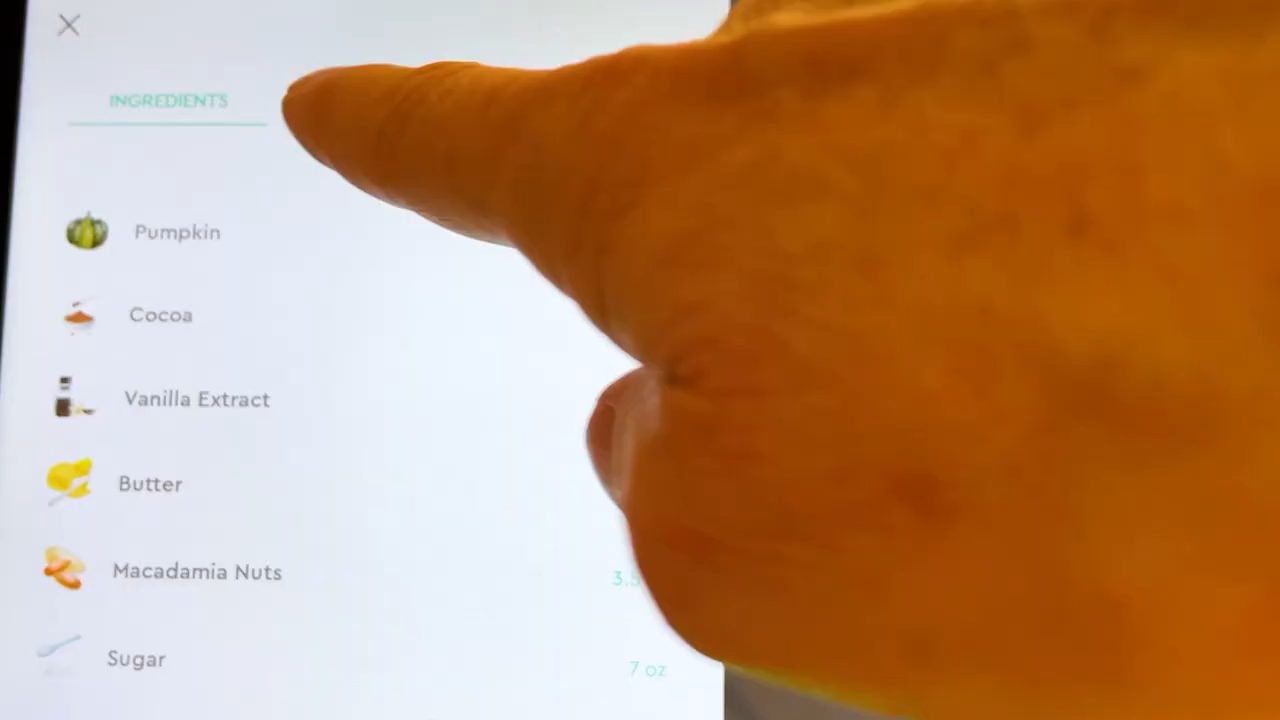 INGREDIENTS
Pumpkin
Cocoa
Vanilla Extract
Butter
Macadamia Nuts
Sugar 7 oz